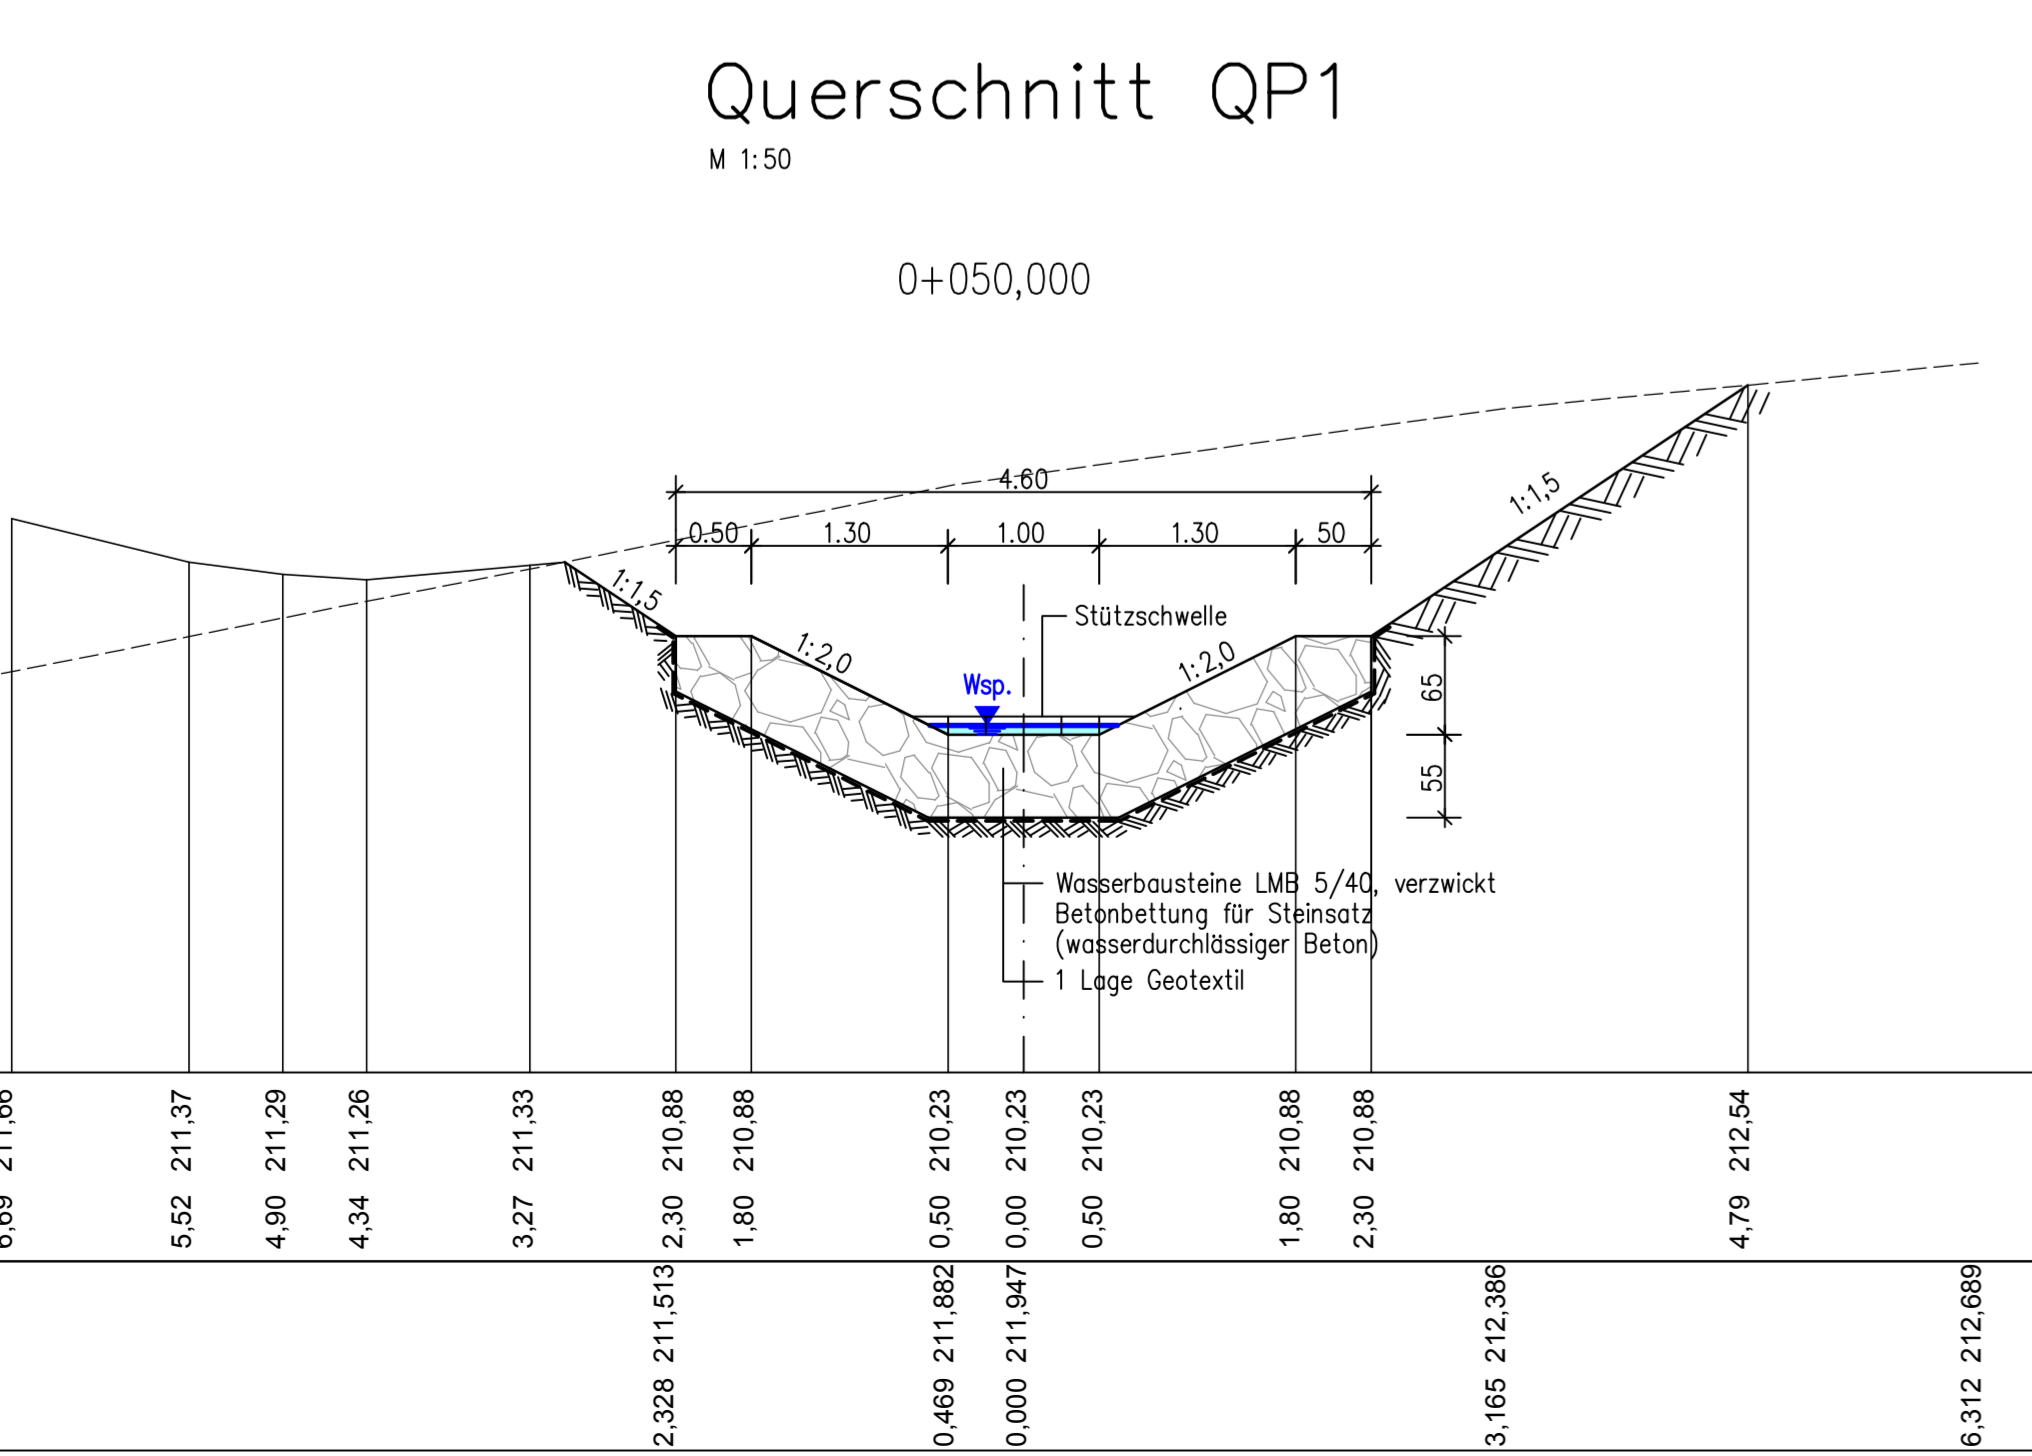 Querschnitt QP1
M 1:50
0+050,000
4.60
0.50 1.30 1.00 1.30 50
1:1,5
1:1,5
Stützschwelle
1:2,0
1:2,0
Wsp.
65
55
Wasserbausteine LMB 5/40, verzwickt
Betonbettung für Steinsatz
(wasserdurchlässiger Beton)
1 Lage Geotextil
6,69 211,66
5,52 211,37
4,90 211,29
4,34 211,26
3,27 211,33
2,30 210,88
1,80 210,88
0,50 210,23
0,00 210,23
0,50 210,23
1,80 210,88
2,30 210,88
4,79 212,54
2,328 211,513
0,469 211,882
0,000 211,947
3,165 212,386
6,312 212,689